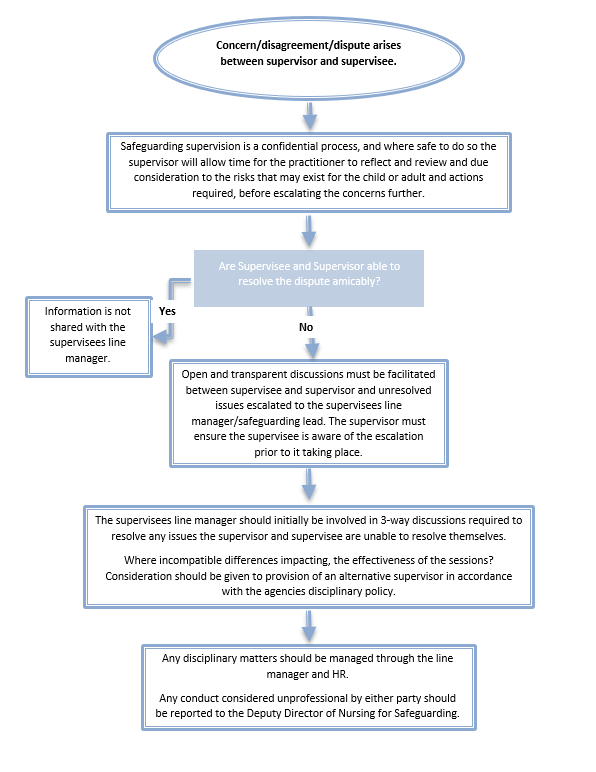 Concern/disagreement/dispute arises
between supervisor and supervisee.
Safeguarding supervision is a confidential process, and where safe to do so the
supervisor will allow time for the practitioner to reflect and review and due
consideration to the risks that may exist for the child or adult and actions
required, before escalating the concerns further.
Are Supervisee and Supervisor able to
resolve the dispute amicably?
Yes
Information is not
shared with the
supervisees line
manager.
No
Open and transparent discussions must be facilitated
between supervisee and supervisor and unresolved
issues escalated to the supervisees line
manager/safeguarding lead. The supervisor must
ensure the supervisee is aware of the escalation
prior to it taking place.
The supervisees line manager should initially be involved in 3-way discussions required to
resolve any issues the supervisor and supervisee are unable to resolve themselves.
Where incompatible differences impacting, the effectiveness of the sessions?
Consideration should be given to provision of an alternative supervisor in accordance
with the agencies disciplinary policy.
Any disciplinary matters should be managed through the line
manager and HR.
Any conduct considered unprofessional by either party should
be reported to the Deputy Director of Nursing for Safeguarding.